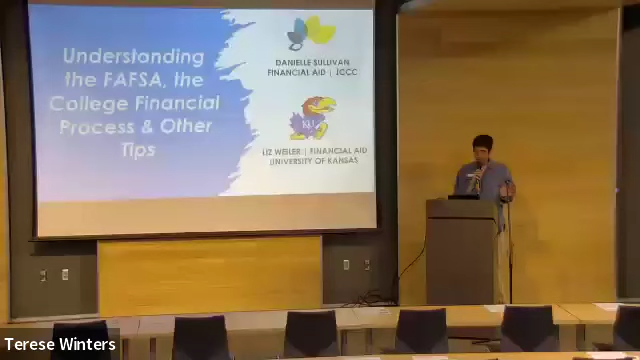 Understanding
the FAFSA, the
College Financial
Process & Other
Tips
DANIELLE SULLIVAN
FINANCIAL AID | JCCC
KU
LIZ WEILER | FINANCIAL AID
UNIVERSITY OF KANSAS
Terese Winters